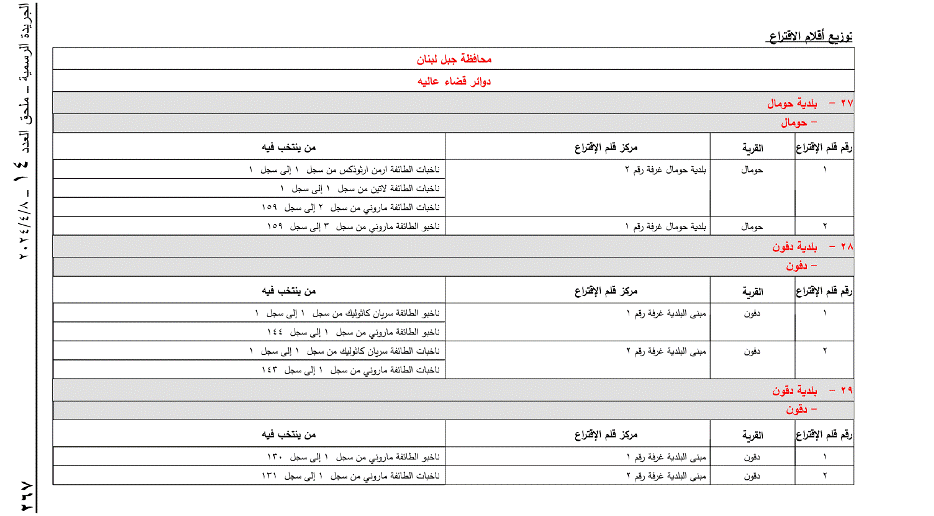 توزيع أقلام الاقتراع
محافظة جبل لبنان
دوائر قضاء عاليه
٢٧ - بلدية حومال
- حومال
رقم قلم الإقتراع القرية مركز قلم الإقتراع من ينتخب فيه
١ حومال بلدية حومال غرفة رقم ٢ ناخبات الطائفة ارمن ارثوذكس من سجل ١ إلى سجل ١
ناخبات الطائفة لاتين من سجل ١ إلى سجل ١
ناخبات الطائفة ماروني من سجل ٢ إلى سجل ١٥٩
٢ حومال بلدية حومال غرفة رقم ١ ناخبو الطائفة ماروني من سجل ٣ إلى سجل ١٥٩
٢٨ - بلدية دفون
- دفون
رقم قلم الإقتراع القرية مركز قلم الإقتراع من ينتخب فيه
١ دفون مبنى البلدية غرفة رقم ١ ناخبو الطائفة سريان كاثوليك من سجل ١ إلى سجل ١
ناخبو الطائفة ماروني من سجل ١ إلى سجل ١٤٤
٢ دفون مبنى البلدية غرفة رقم ٢ ناخبات الطائفة سريان كاثوليك من سجل ١ إلى سجل ١
ناخبات الطائفة ماروني من سجل ١ إلى سجل ١٤٣
٢٩ - بلدية دقون
- دقون
رقم قلم الإقتراع القرية مركز قلم الإقتراع من ينتخب فيه
١ دقون مبنى البلدية غرفة رقم ١ ناخبو الطائفة ماروني من سجل ١ إلى سجل ١٣٠
٢ دقون مبنى البلدية غرفة رقم ٢ ناخبات الطائفة ماروني من سجل ١ إلى سجل ١٣١
الجريدة الرسمية – ملحق العدد ١٤ – ٢٠٢٤/٤/٨
٢٦٧